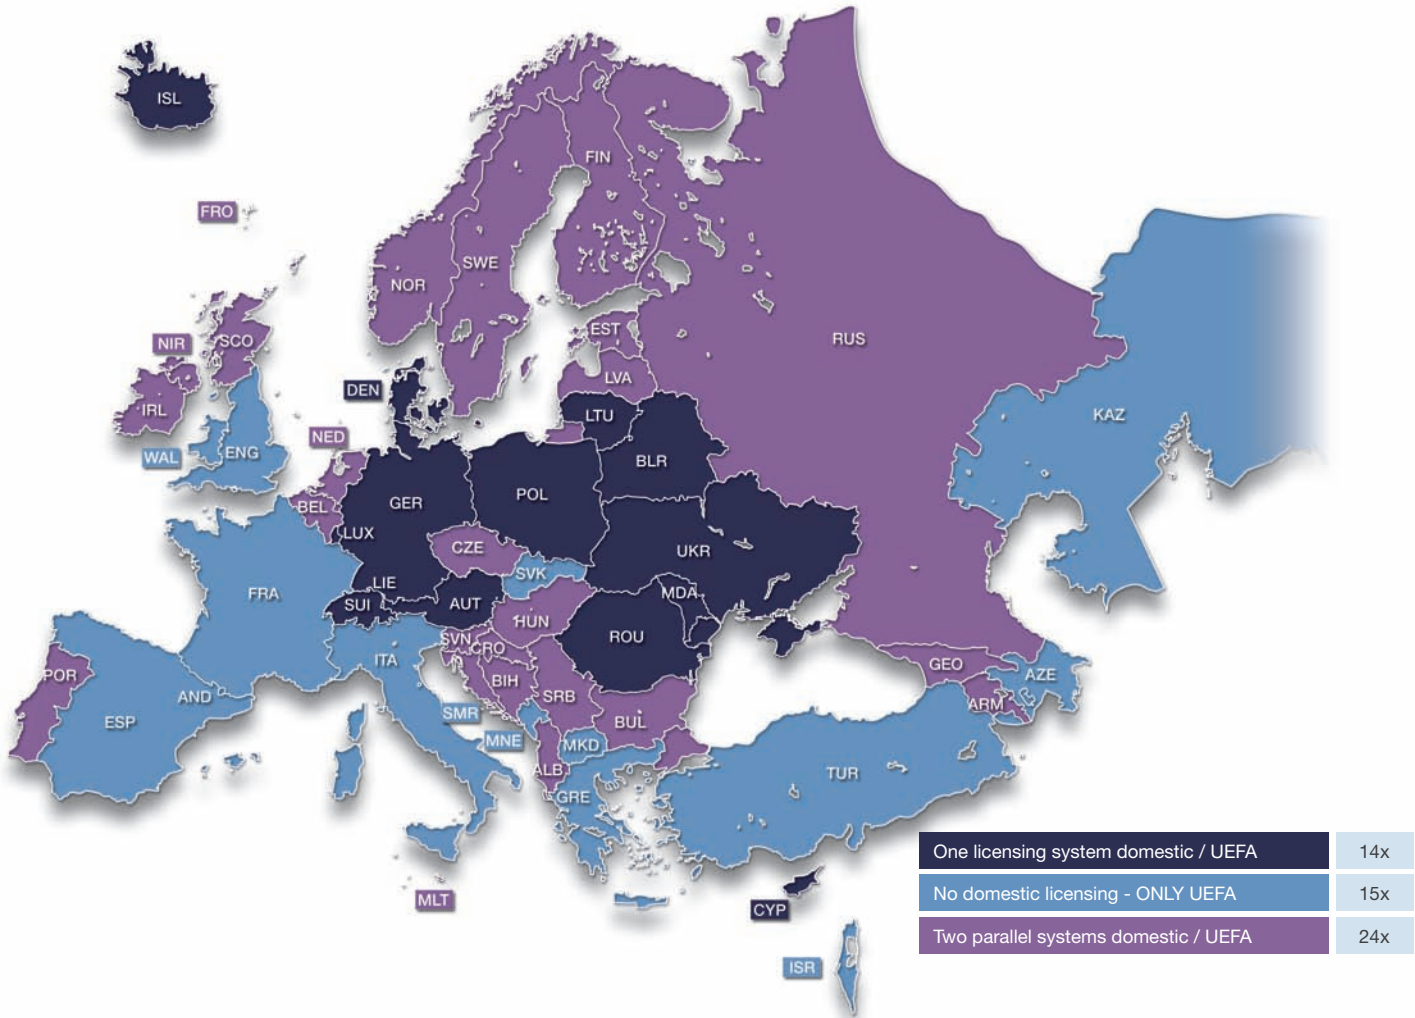 ISL
FIN
FRO
SWE
NOR
EST
RUS
SCO
NIR
LVA
DEN
IRL
LTU
KAZ
NED
WAL
ENG
BLR
POL
GER
BEL
LUX
CZE
UKR
SVK
LIE
FRA
MDA
SUI
AUT
HUN
ROU
SVN
CRO
ITA
GEO
POR
AZE
BIH
AND
SRB
ARM
SMR
ESP
BUL
MNE
MKD
ALB
TUR
GRE
One licensing system domestic / UEFA 14x
No domestic licensing - ONLY UEFA 15x
MLT
CYP
Two parallel systems domestic / UEFA 24x
ISR